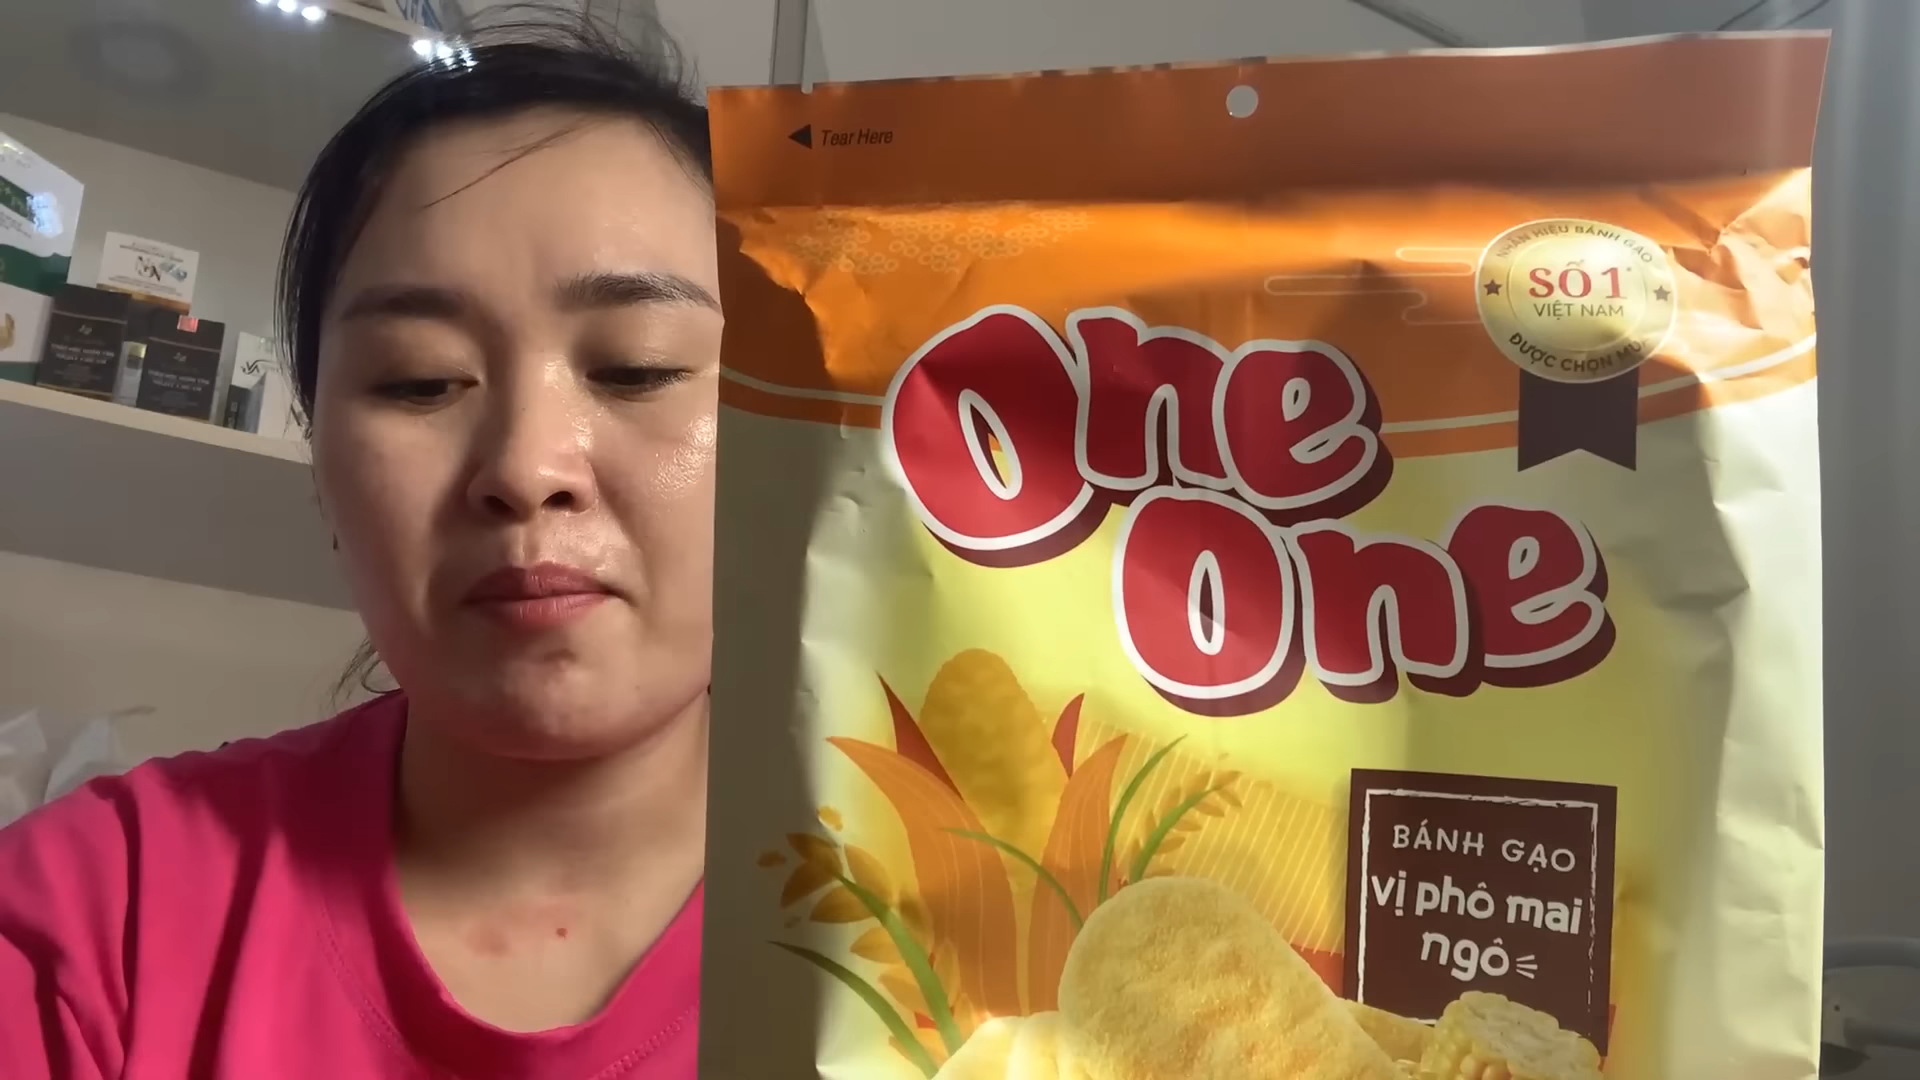 Tear Here
NHÃN HIỆU BÁNH GẠO
SỐ 1*
VIỆT NAM
ĐƯỢC CHỌN
One
One
BÁNH GẠO
vị phô mai
ngô